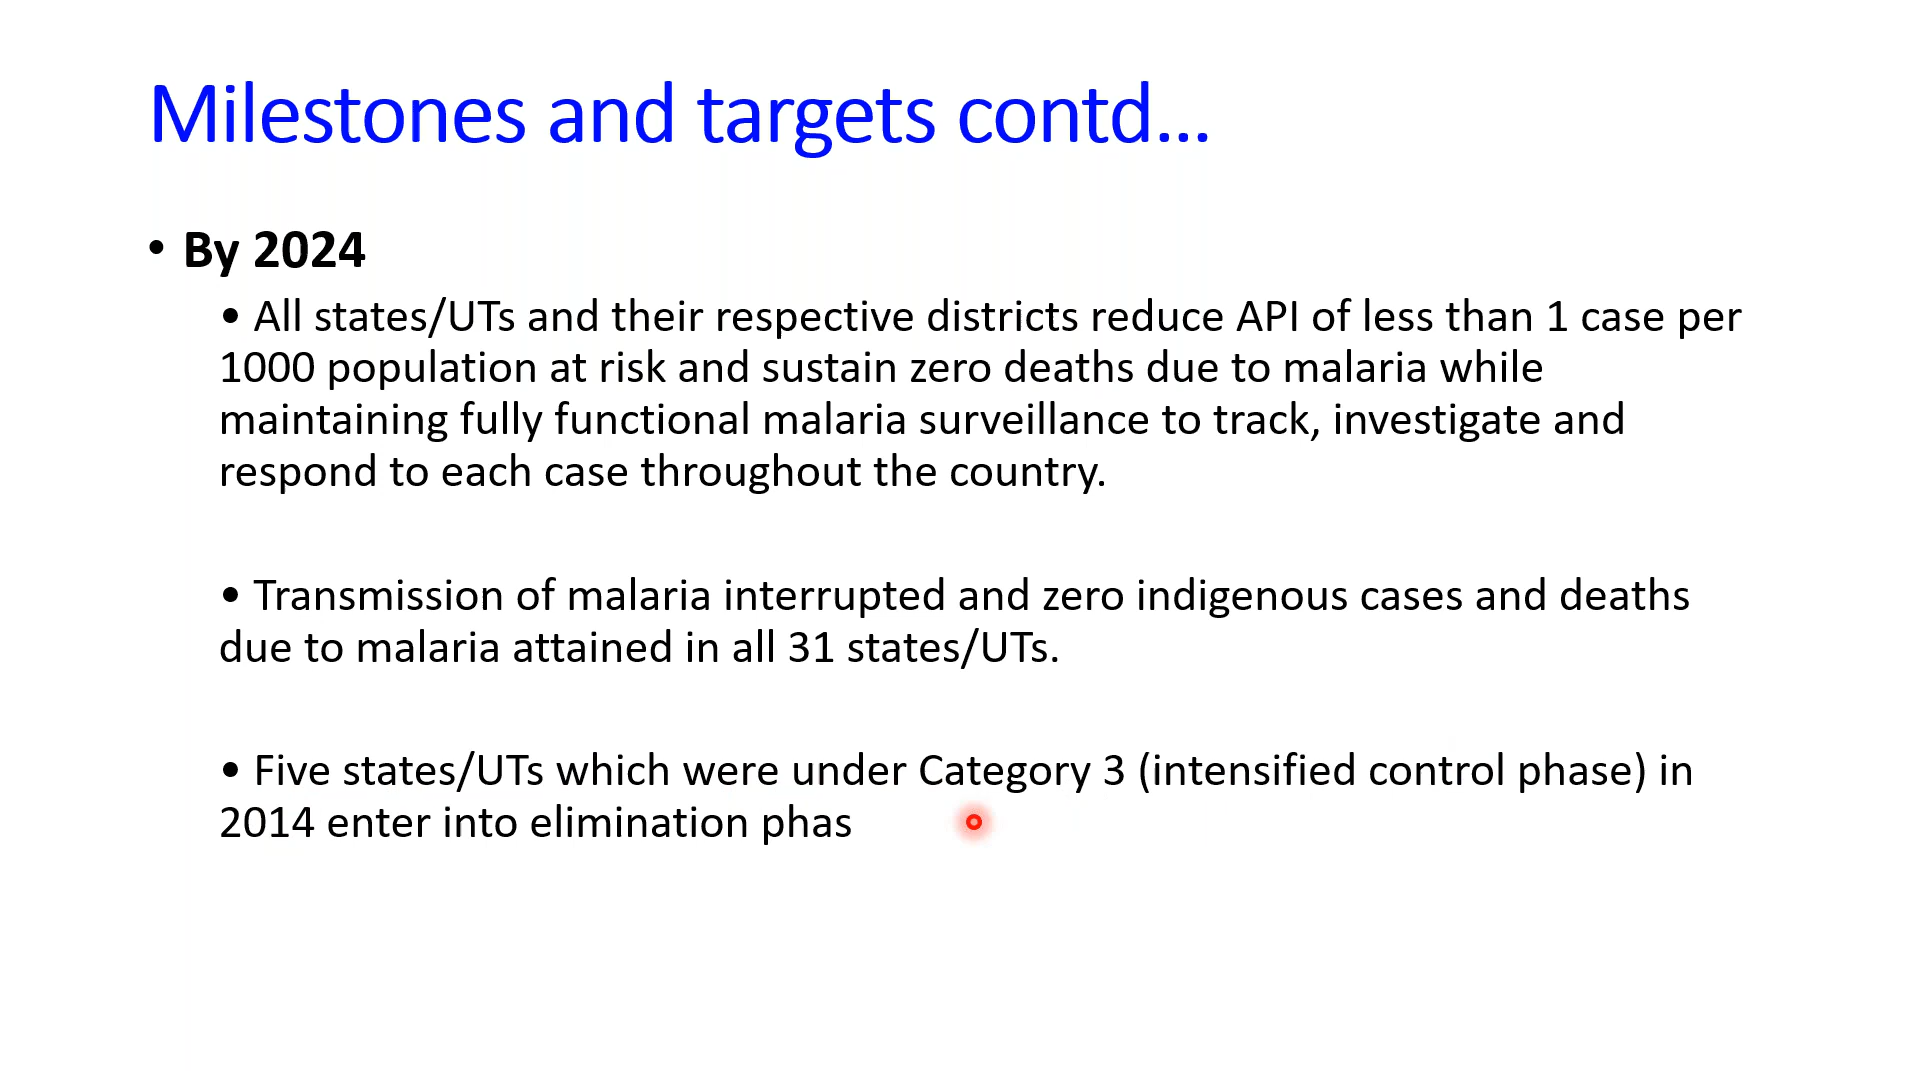 Milestones and targets contd...
• By 2024
• All states/UTs and their respective districts reduce API of less than 1 case per
1000 population at risk and sustain zero deaths due to malaria while
maintaining fully functional malaria surveillance to track, investigate and
respond to each case throughout the country.
• Transmission of malaria interrupted and zero indigenous cases and deaths
due to malaria attained in all 31 states/UTs.
• Five states/UTs which were under Category 3 (intensified control phase) in
2014 enter into elimination phas